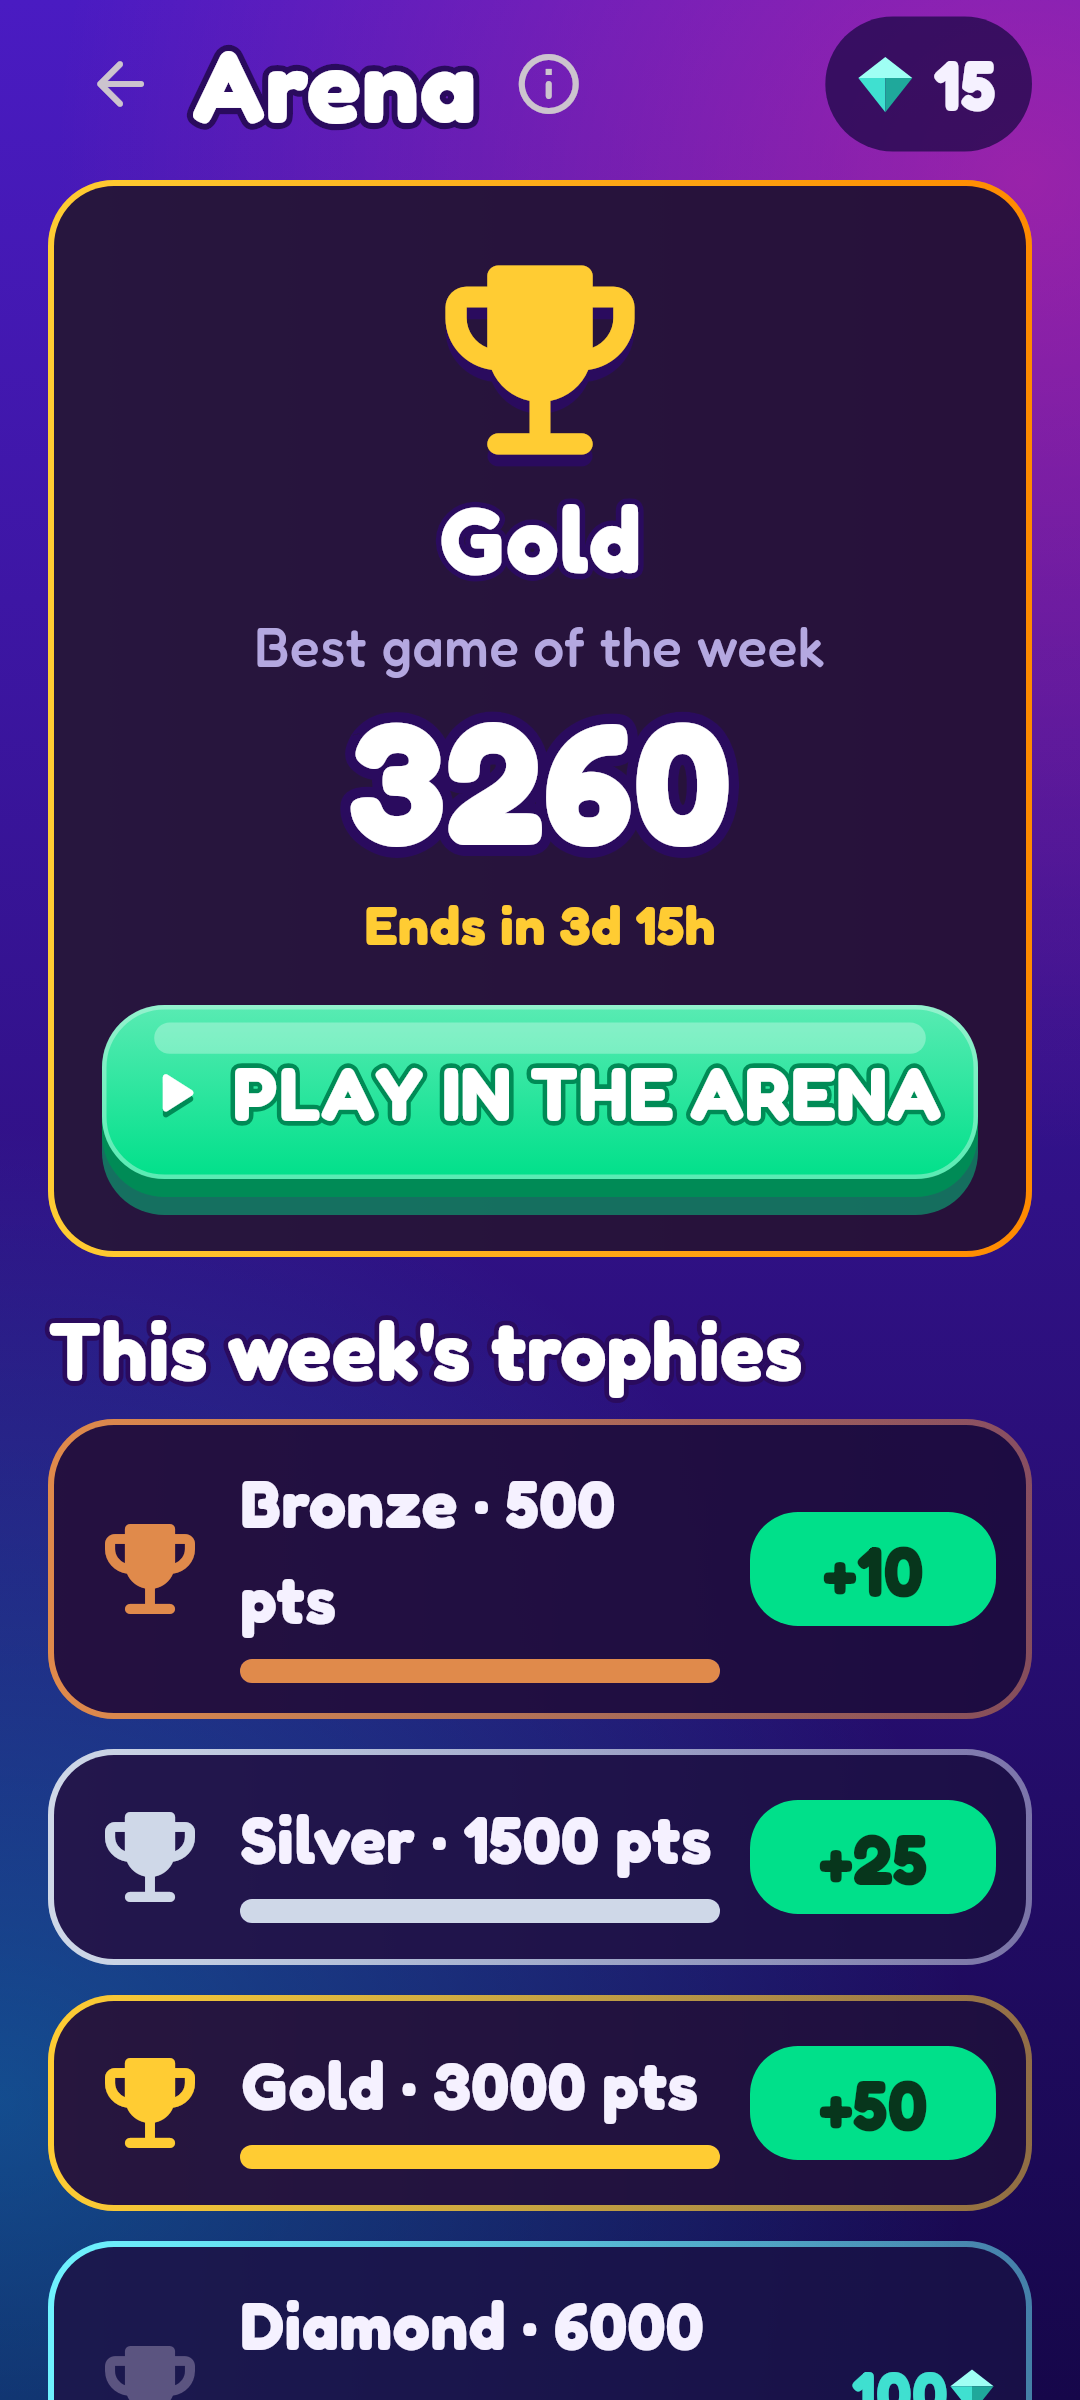 Arena
15
Gold
Best game of the week
3260
Ends in 3d 15h
PLAY IN THE ARENA
This week's trophies
Bronze · 500
pts
+10
Silver · 1500 pts
+25
Gold · 3000 pts
+50
Diamond · 6000
100